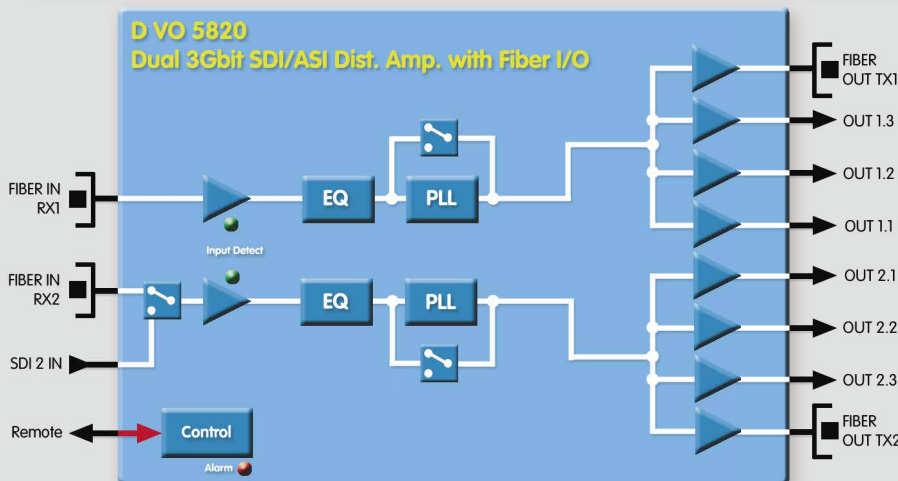 D VO 5820
Dual 3Gbit SDI/ASI Dist. Amp. with Fiber I/O
FIBER
OUT TX1
OUT 1.3
OUT 1.2
OUT 1.1
FIBER IN
RX1
EQ
PLL
Input Detect
FIBER IN
RX2
EQ
PLL
SDI 2 IN
OUT 2.1
OUT 2.2
OUT 2.3
FIBER
OUT TX2
Remote
Control
Alarm